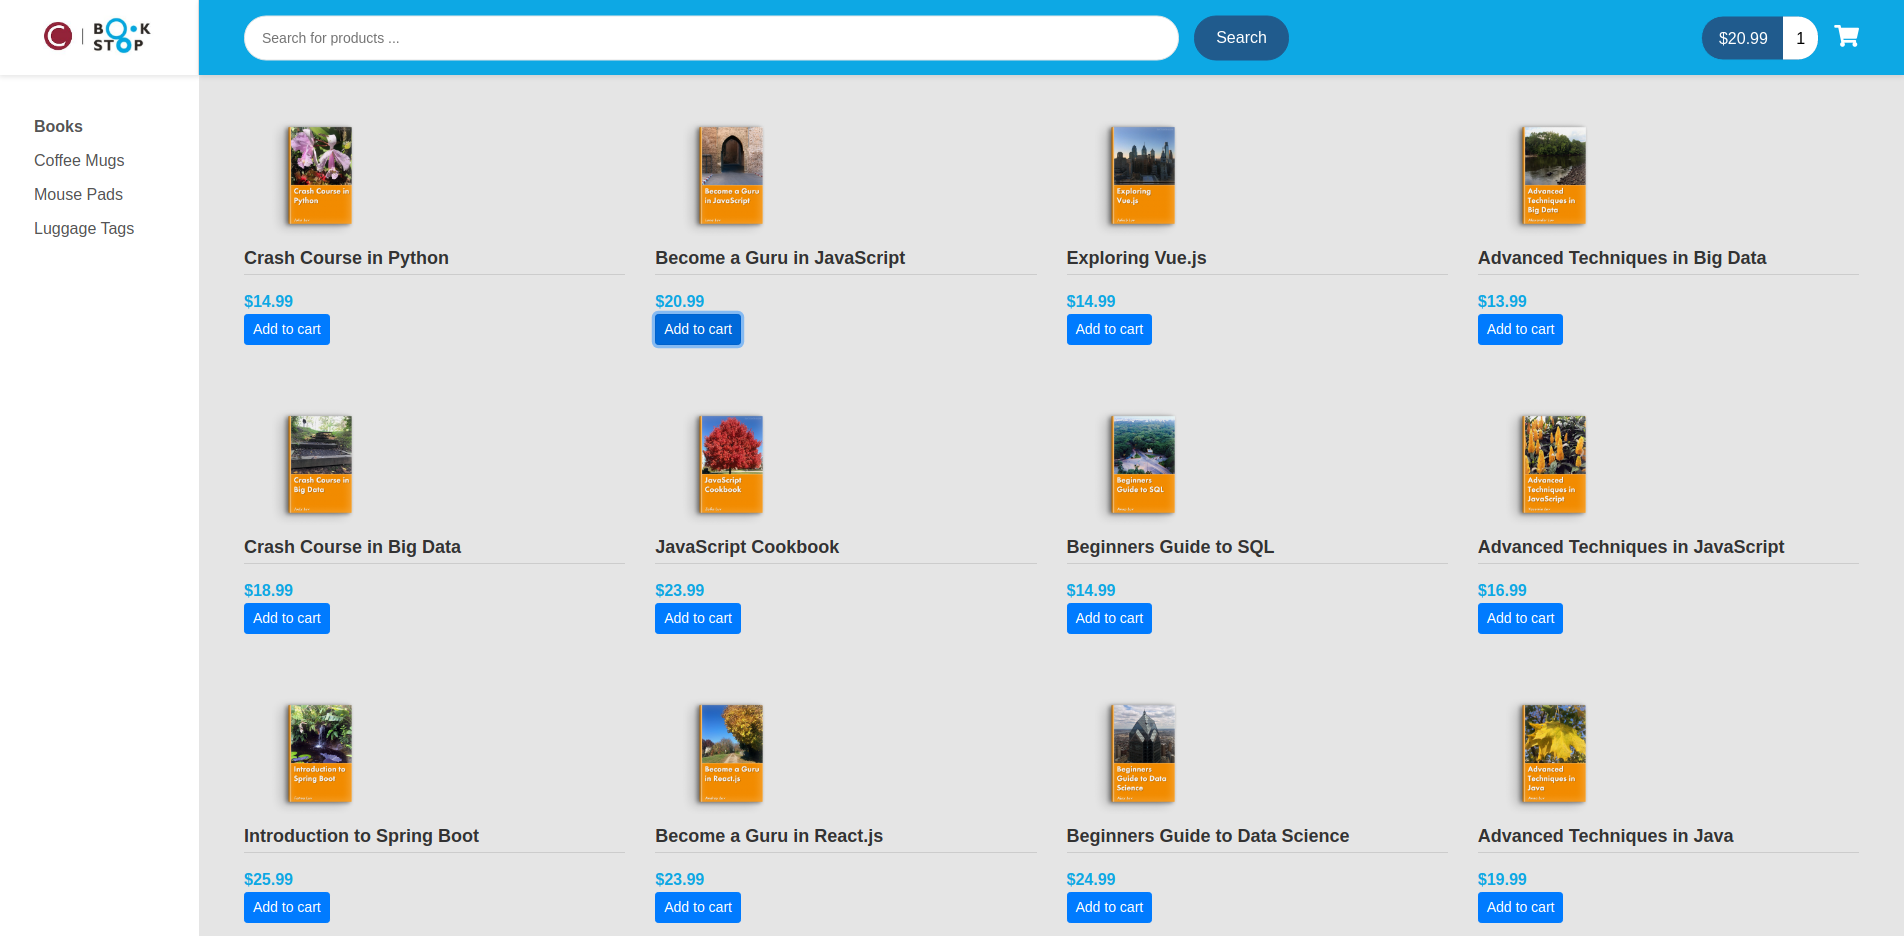 BOOK
STOP
Search for products ...
Search
$20.99
1
Books
Coffee Mugs
Mouse Pads
Luggage Tags
Crash Course in
Python
Become a Guru
in JavaScript
Exploring
Vue.js
Advanced
Techniques in
Big Data
Crash Course in Python
Become a Guru in JavaScript
Exploring Vue.js
Advanced Techniques in Big Data
$14.99
$20.99
$14.99
$13.99
Add to cart
Add to cart
Add to cart
Add to cart
Crash Course in
Big Data
JavaScript
Cookbook
Beginners
Guide to SQL
Advanced
Techniques in
JavaScript
Crash Course in Big Data
JavaScript Cookbook
Beginners Guide to SQL
Advanced Techniques in JavaScript
$18.99
$23.99
$14.99
$16.99
Add to cart
Add to cart
Add to cart
Add to cart
Introduction to
Spring Boot
Become a Guru
in React.js
Beginners
Guide to Data
Science
Advanced
Techniques in
Java
Introduction to Spring Boot
Become a Guru in React.js
Beginners Guide to Data Science
Advanced Techniques in Java
$25.99
$23.99
$24.99
$19.99
Add to cart
Add to cart
Add to cart
Add to cart